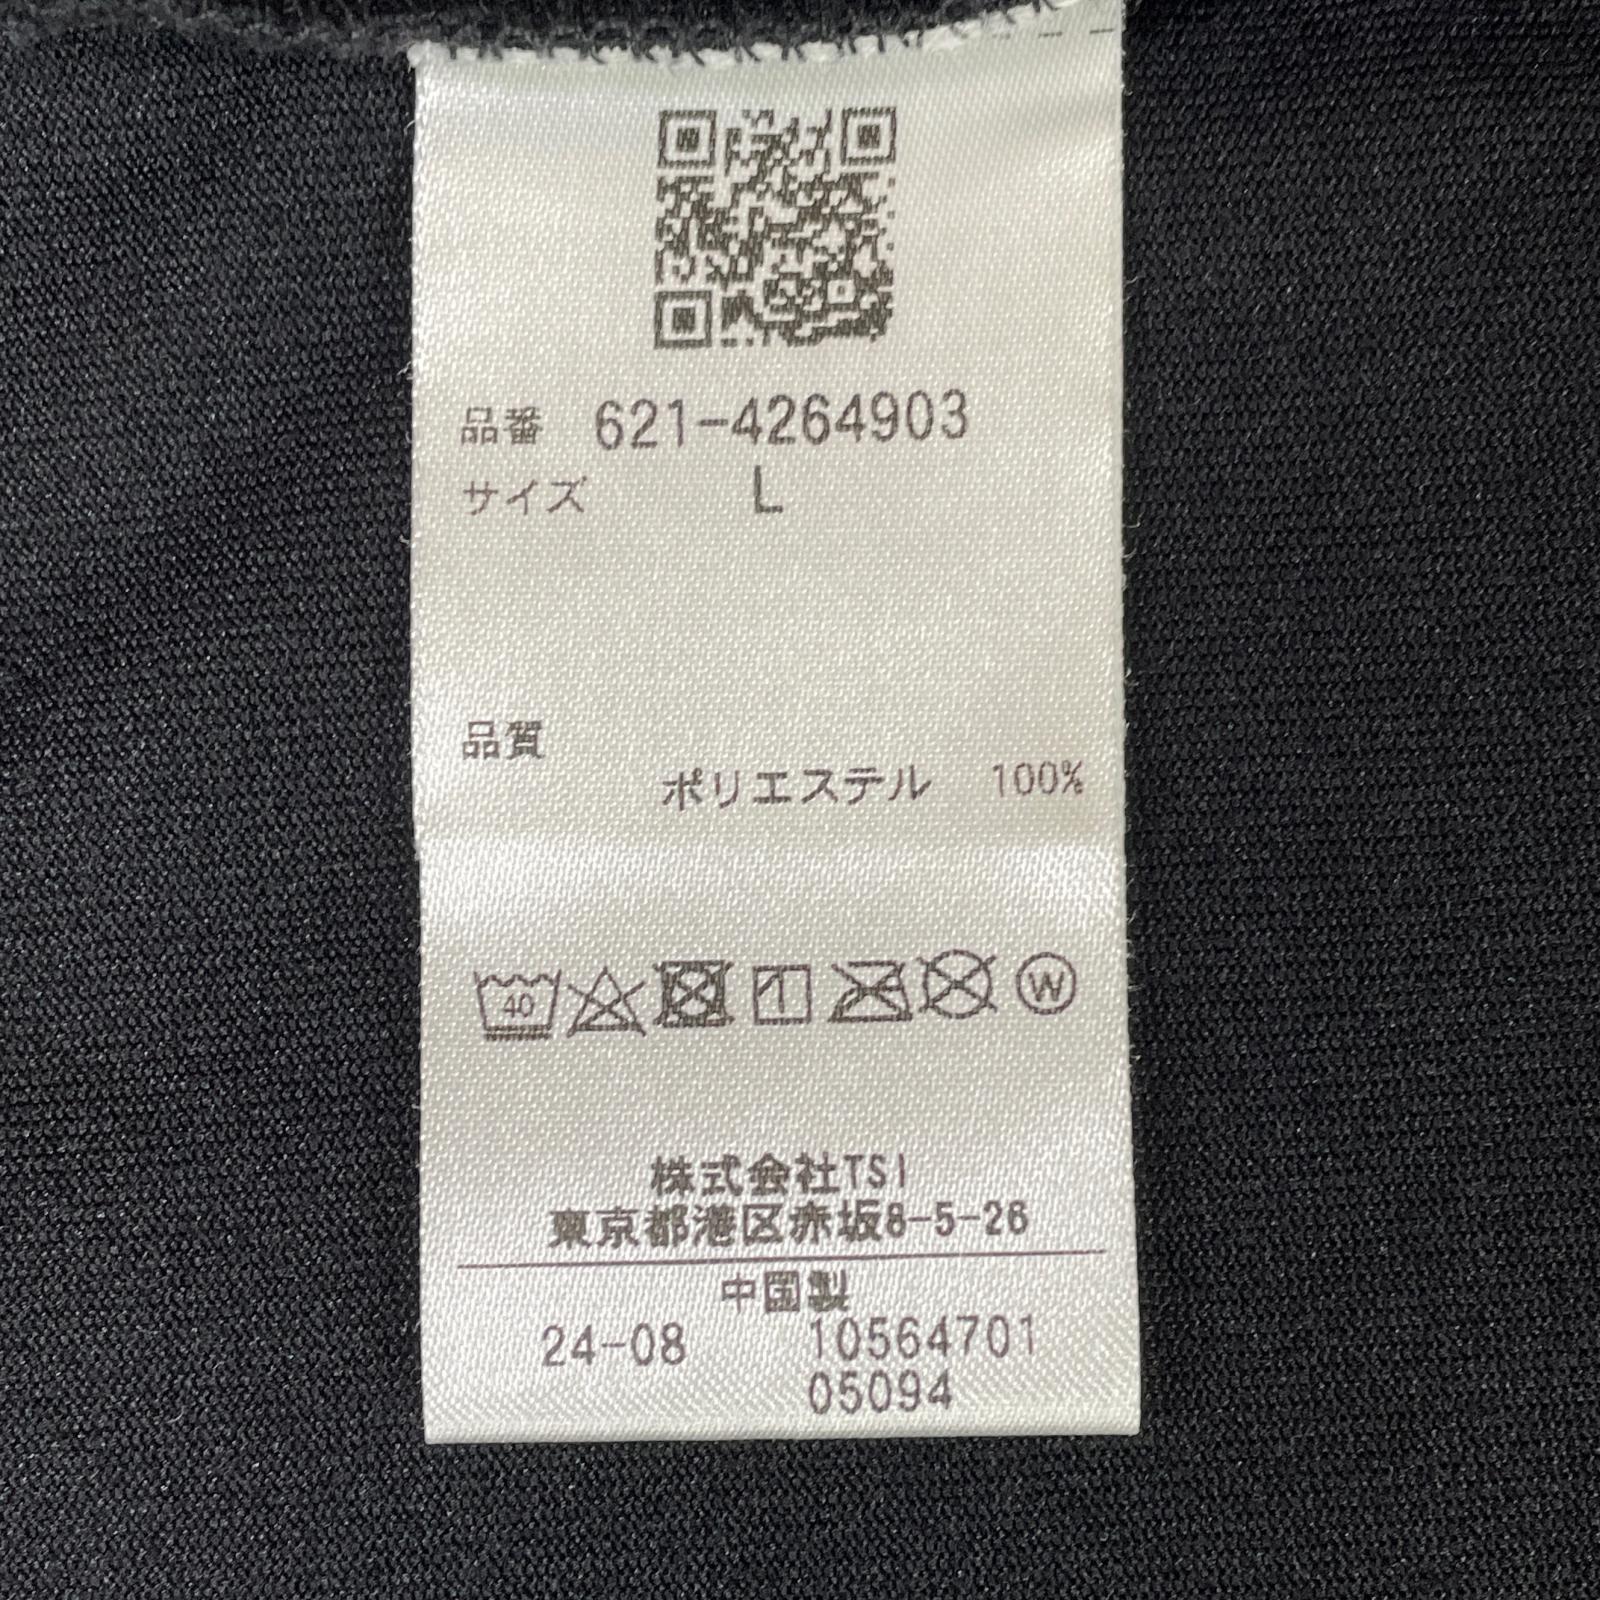 品番 621-4264903
サイズ L
品質
ポリエステル 100%
40
W
株式会社TSI
東京都港区赤坂8-5-26
中国製
24-08 10564701
05094